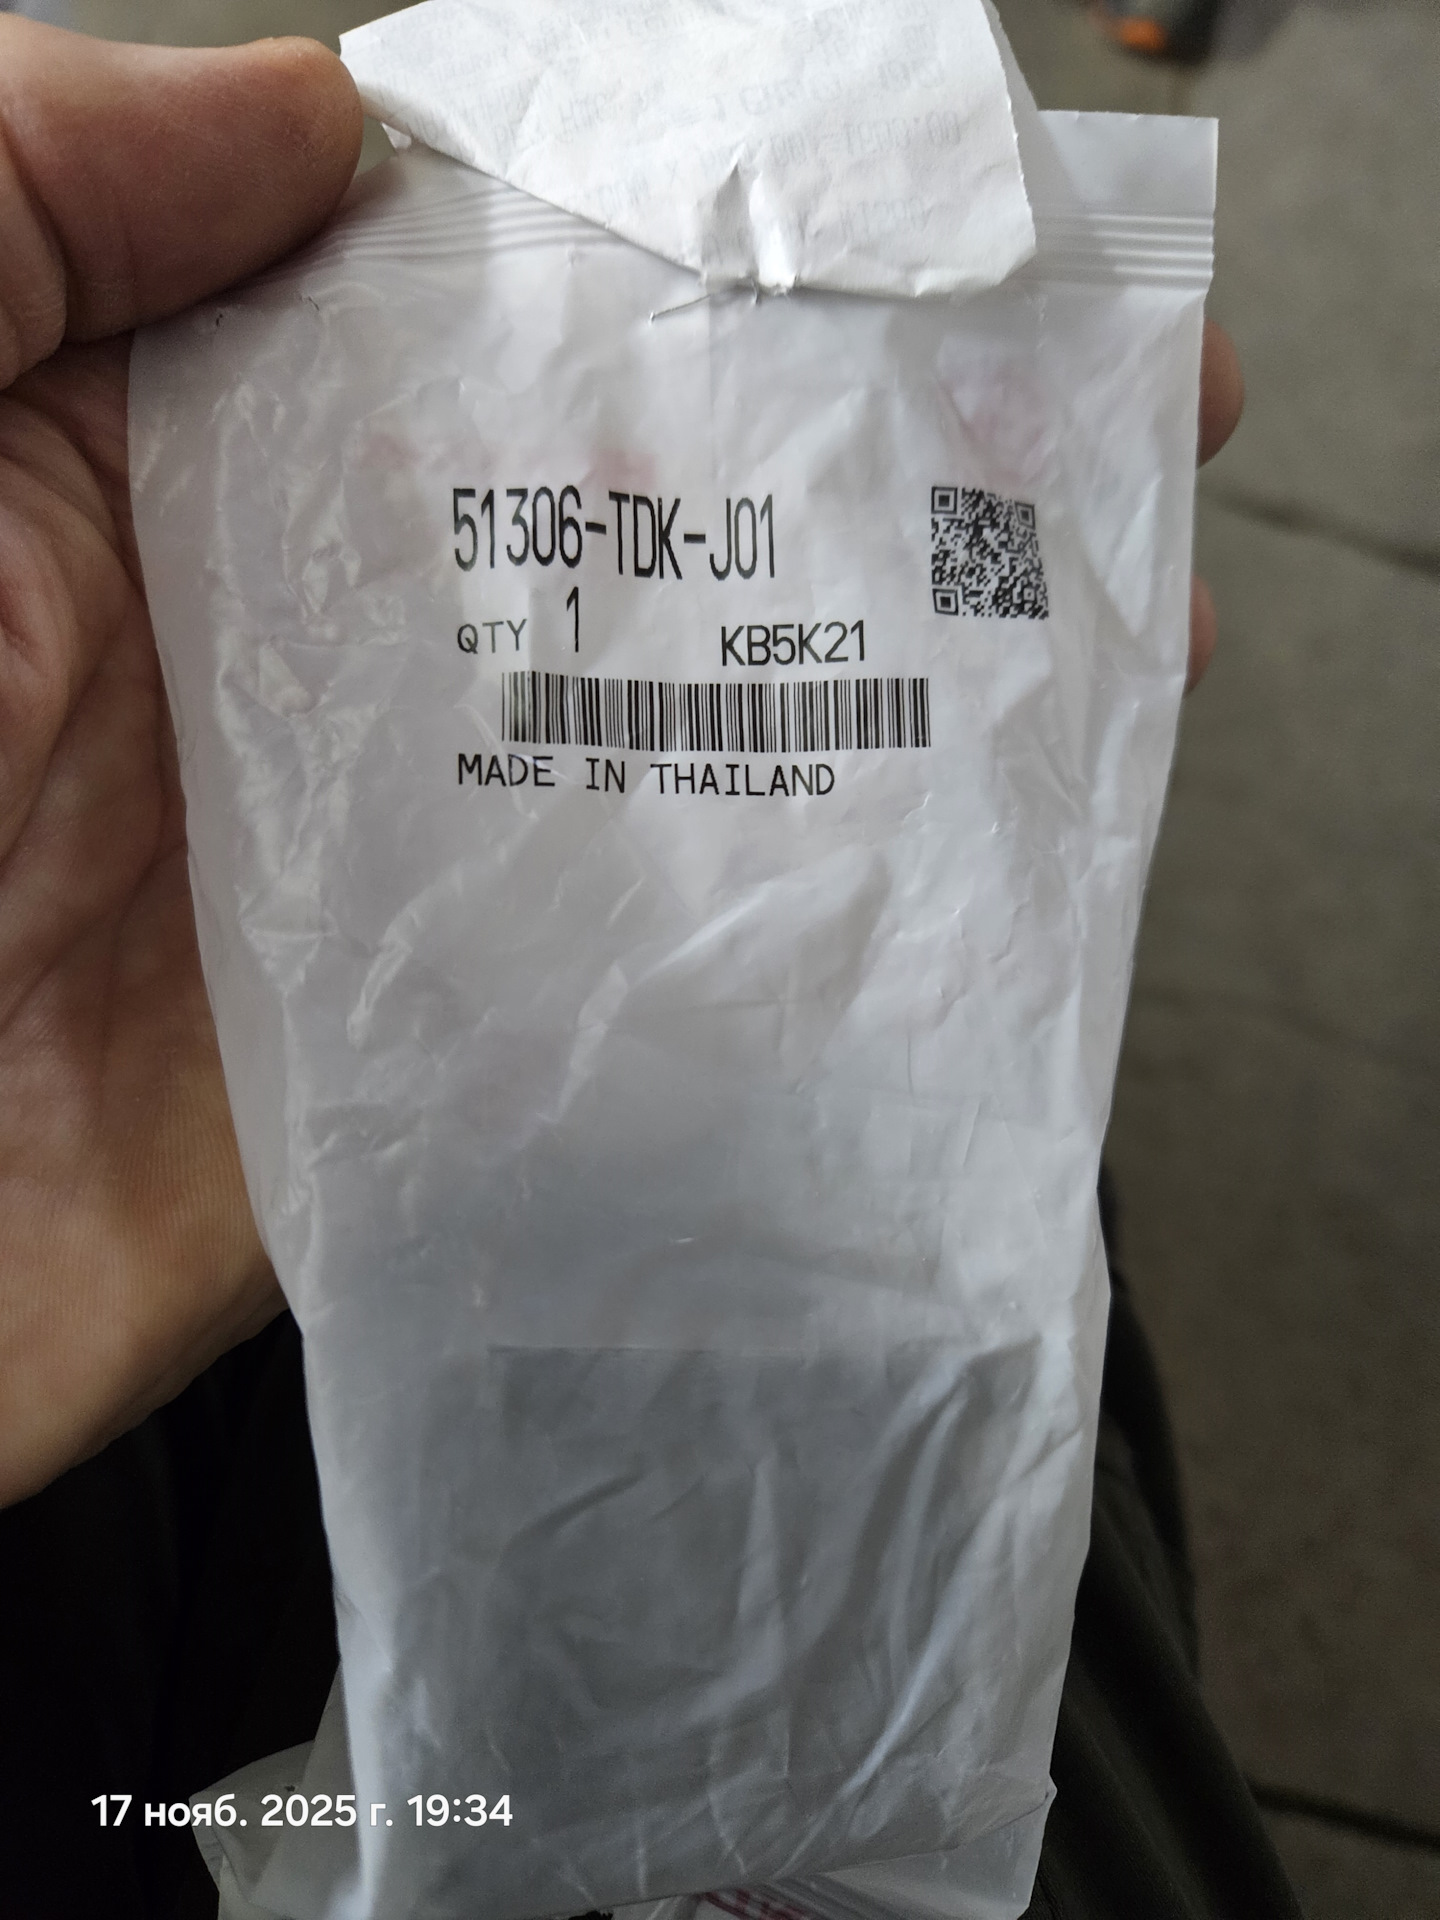 51306-TDK-J01
QTY 1 KB5K21
MADE IN THAILAND
17 нояб. 2025 г. 19:34